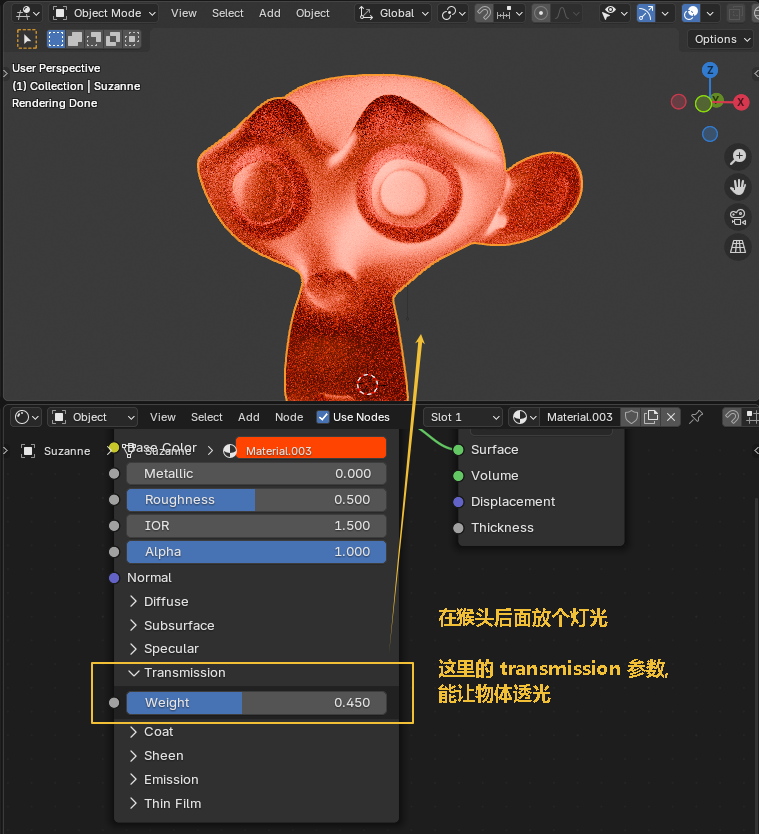 Object Mode View Select Add Object Global
Options
User Perspective
(1) Collection | Suzanne
Rendering Done
Z
Y
X
Object View Select Add Node Use Nodes Slot 1 Material.003
Suzanne Suzanne Material.003
Base Color
Metallic 0.000
Roughness 0.500
IOR 1.500
Alpha 1.000
Normal
Diffuse
Subsurface
Specular
Transmission
Weight 0.450
Coat
Sheen
Emission
Thin Film
Surface
Volume
Displacement
Thickness
在猴头后面放个灯光
这里的 transmission 参数,
能让物体透光